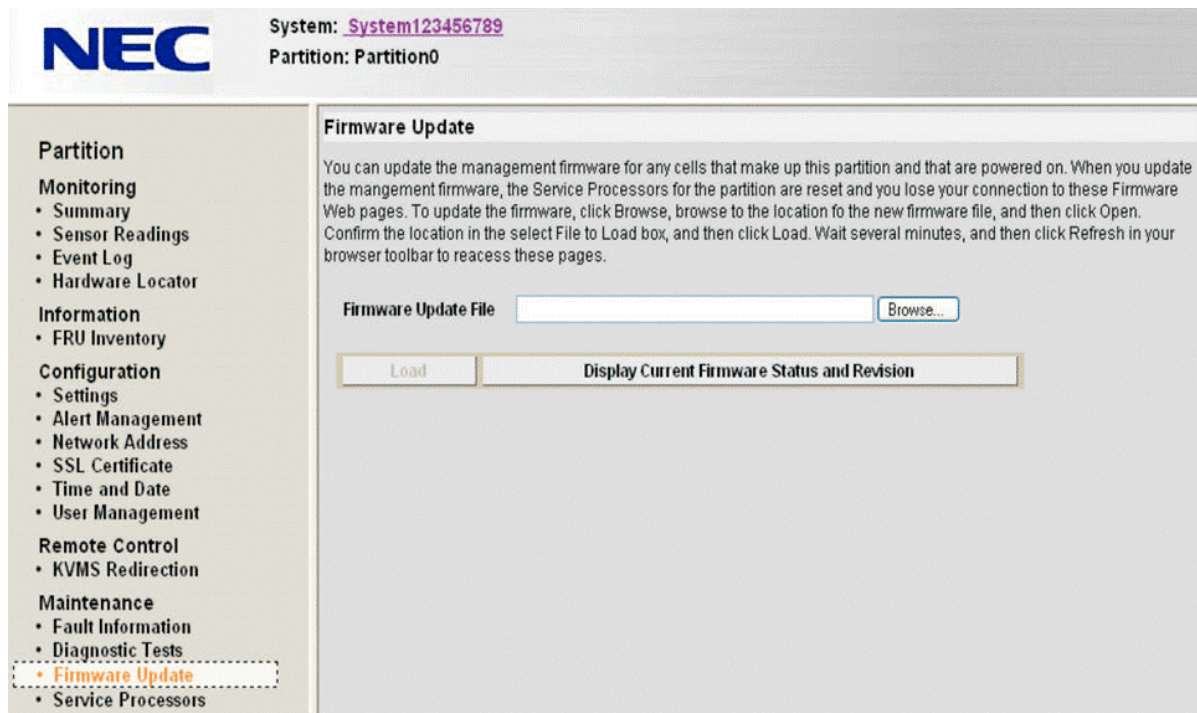 NEC
System: System123456789
Partition: Partition0
Partition
Monitoring
• Summary
• Sensor Readings
• Event Log
• Hardware Locator
Information
• FRU Inventory
Configuration
• Settings
• Alert Management
• Network Address
• SSL Certificate
• Time and Date
• User Management
Remote Control
• KVMS Redirection
Maintenance
• Fault Information
• Diagnostic Tests
• Firmware Update
• Service Processors
Firmware Update
You can update the management firmware for any cells that make up this partition and that are powered on. When you update
the mangement firmware, the Service Processors for the partition are reset and you lose your connection to these Firmware
Web pages. To update the firmware, click Browse, browse to the location fo the new firmware file, and then click Open.
Confirm the location in the select File to Load box, and then click Load. Wait several minutes, and then click Refresh in your
browser toolbar to reacess these pages.
Firmware Update File
Browse...
Load
Display Current Firmware Status and Revision